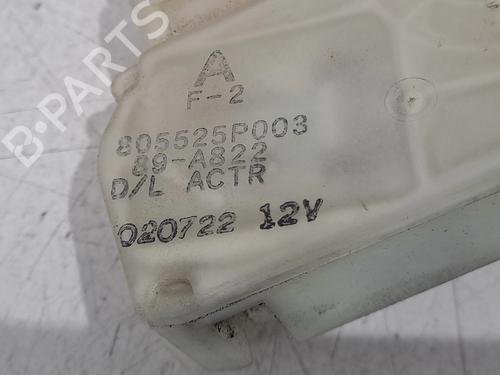 A
F-2
805525P003
89-A822
D/L ACTR
020722 12V
B-PARTS